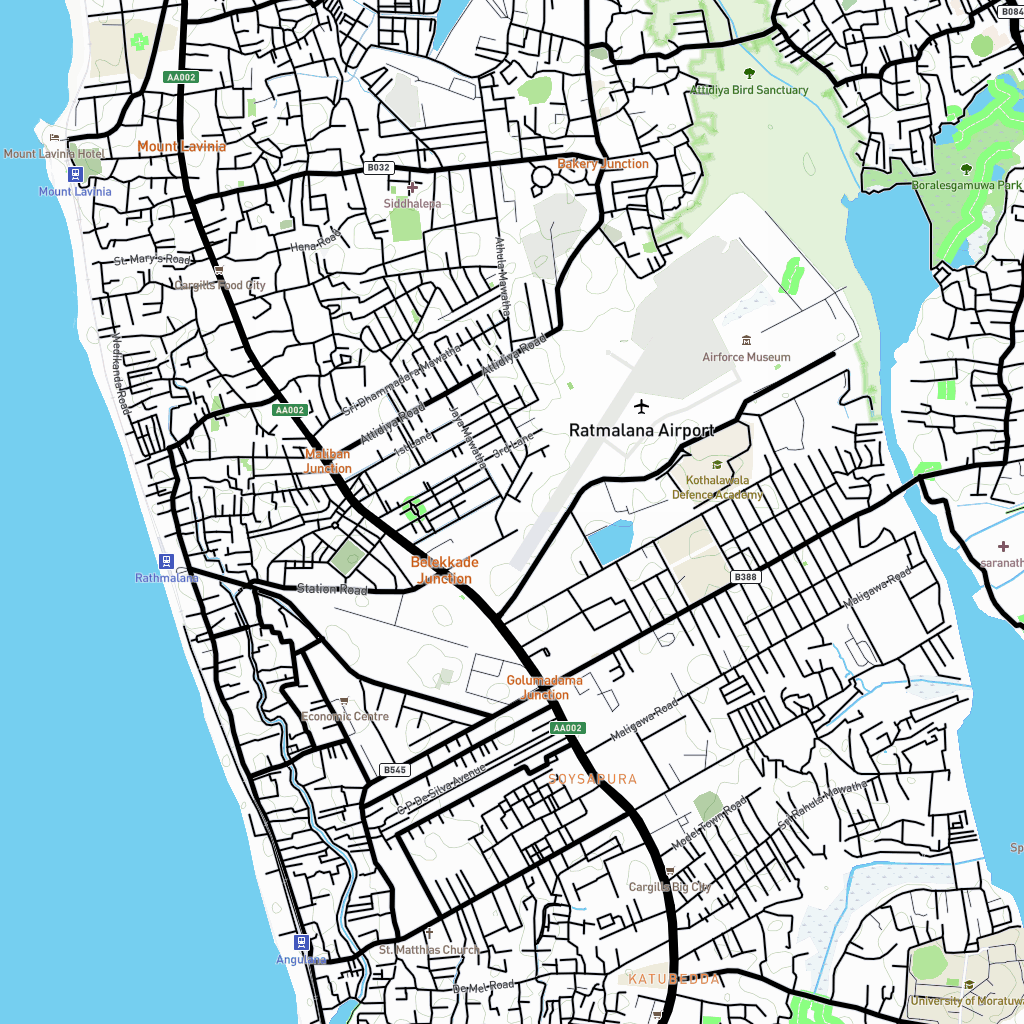 B084
AA002
Attidiya Bird Sanctuary
Mount Lavinia
Mount Lavinia Hotel
B032
Bakery Junction
Mount Lavinia
Siddhalepa
Boralesgamuwa Park
Hena Road
St. Mary's Road
Athula Mawatha
Cargills Food City
Wedikanda Road
Airforce Museum
Attidiya Road
Sri Dhammadara Mawatha
AA002
Attidiya Road
Jaya Mawatha
Ratmalana Airport
1st Lane
3rd Lane
Maliban
Junction
Kothalawala
Defence Academy
Belekkade
Junction
Rathmalana
Station Road
B388
Maligawa Road
Golumadama
Junction
Economic Centre
AA002
Maligawa Road
B545
C P De Silva Avenue
SOYSAPURA
Sri Rahula Mawatha
Model Town Road
Cargills Big City
Angulana
St. Matthias Church
De Mel Road
KATUBEDDA
University of Moratuwa